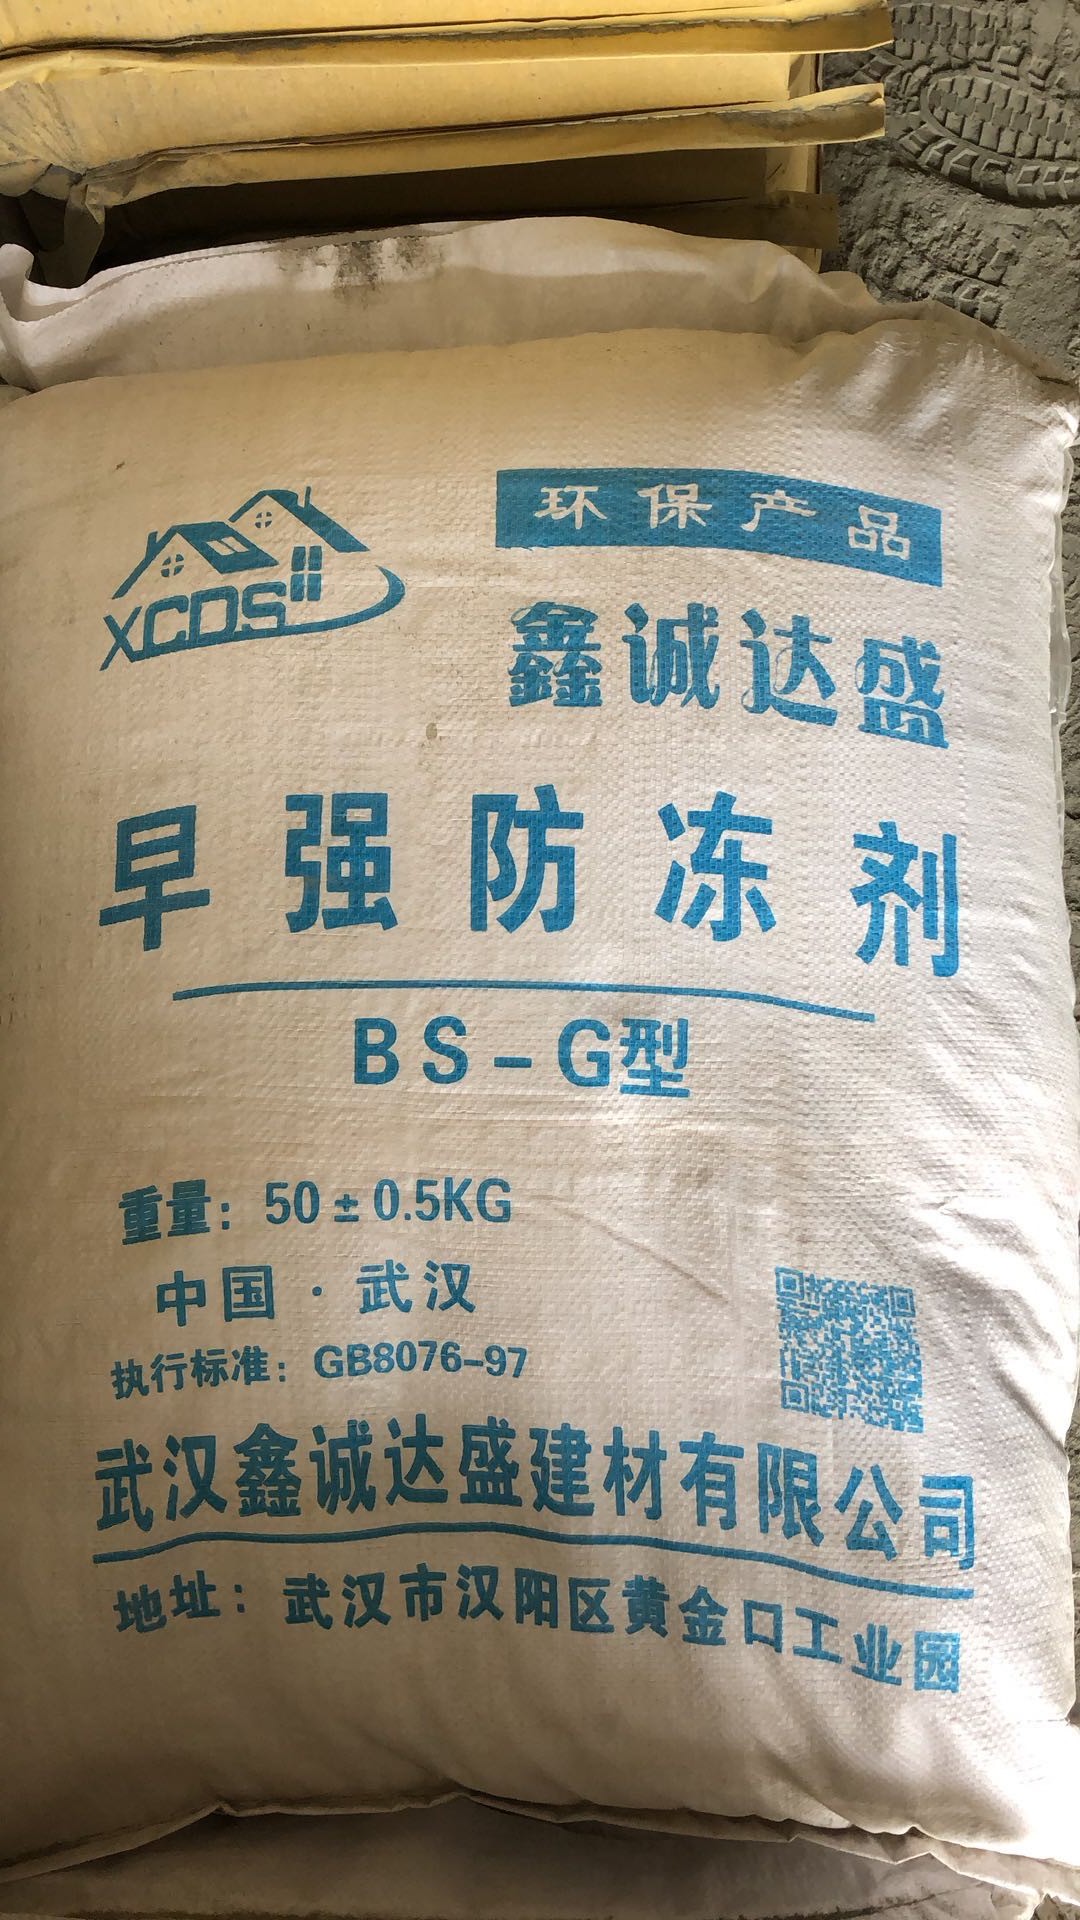 XCDS
环保产品
鑫诚达盛
早强防冻剂
BS-G型
重量：50±0.5KG
中国·武汉
执行标准：GB8076-97
武汉鑫诚达盛建材有限公司
地址：武汉市汉阳区黄金口工业园